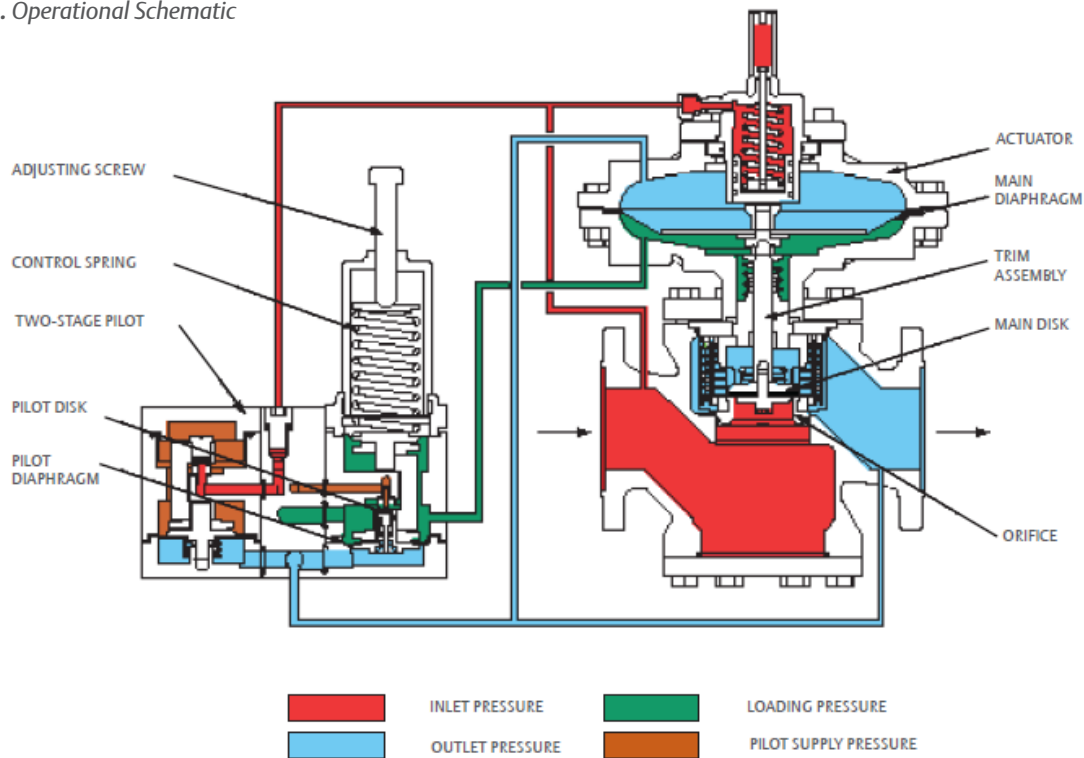 . Operational Schematic
ADJUSTING SCREW
CONTROL SPRING
TWO-STAGE PILOT
PILOT DISK
PILOT
DIAPHRAGM
ACTUATOR
MAIN
DIAPHRAGM
TRIM
ASSEMBLY
MAIN DISK
ORIFICE
INLET PRESSURE
LOADING PRESSURE
OUTLET PRESSURE
PILOT SUPPLY PRESSURE